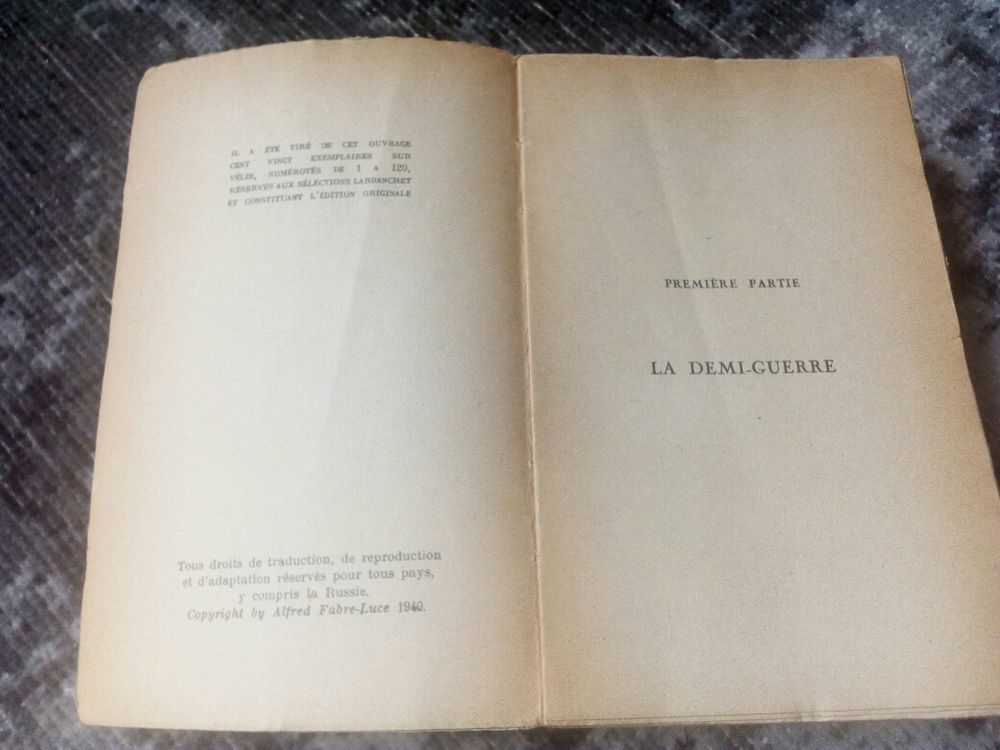 IL A ÉTÉ TIRÉ DE CET OUVRAGE
CENT VINGT EXEMPLAIRES SUR
VÉLIN, NUMÉROTÉS DE 1 A 120,
RÉSERVÉS AUX SÉLECTIONS LARDANCHET
ET CONSTITUANT L'ÉDITION ORIGINALE
Tous droits de traduction, de reproduction
et d'adaptation réservés pour tous pays,
y compris la Russie.
Copyright by Alfred Fabre-Luce 1940.
PREMIÈRE PARTIE
LA DEMI-GUERRE